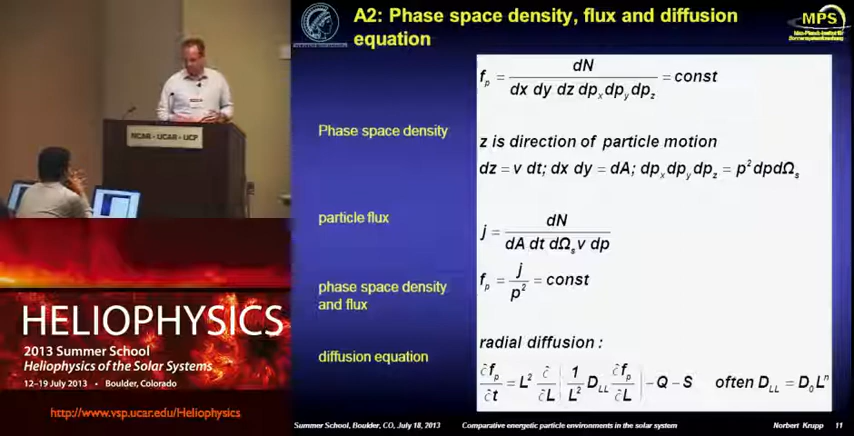 A2: Phase space density, flux and diffusion
equation
MPS
NCAR - UCAR - UCP
Phase space density
f_p = dN / (dx dy dz dp_x dp_y dp_z) = const
z is direction of particle motion
dz = v dt; dx dy = dA; dp_x dp_y dp_z = p² dp dΩ_s
particle flux
j = dN / (dA dt dΩ_s v dp)
phase space density
and flux
f_p = j / p² = const
diffusion equation
radial diffusion :
∂f_p / ∂t = L² ∂/∂L ( 1/L² D_LL ∂f_p/∂L ) − Q − S often D_LL = D_0 L^n
HELIOPHYSICS
2013 Summer School
Heliophysics of the Solar Systems
12–19 July 2013 • Boulder, Colorado
http://www.vsp.ucar.edu/Heliophysics
Summer School, Boulder, CO, July 18, 2013 Comparative energetic particle environments in the solar system Norbert Krupp 11